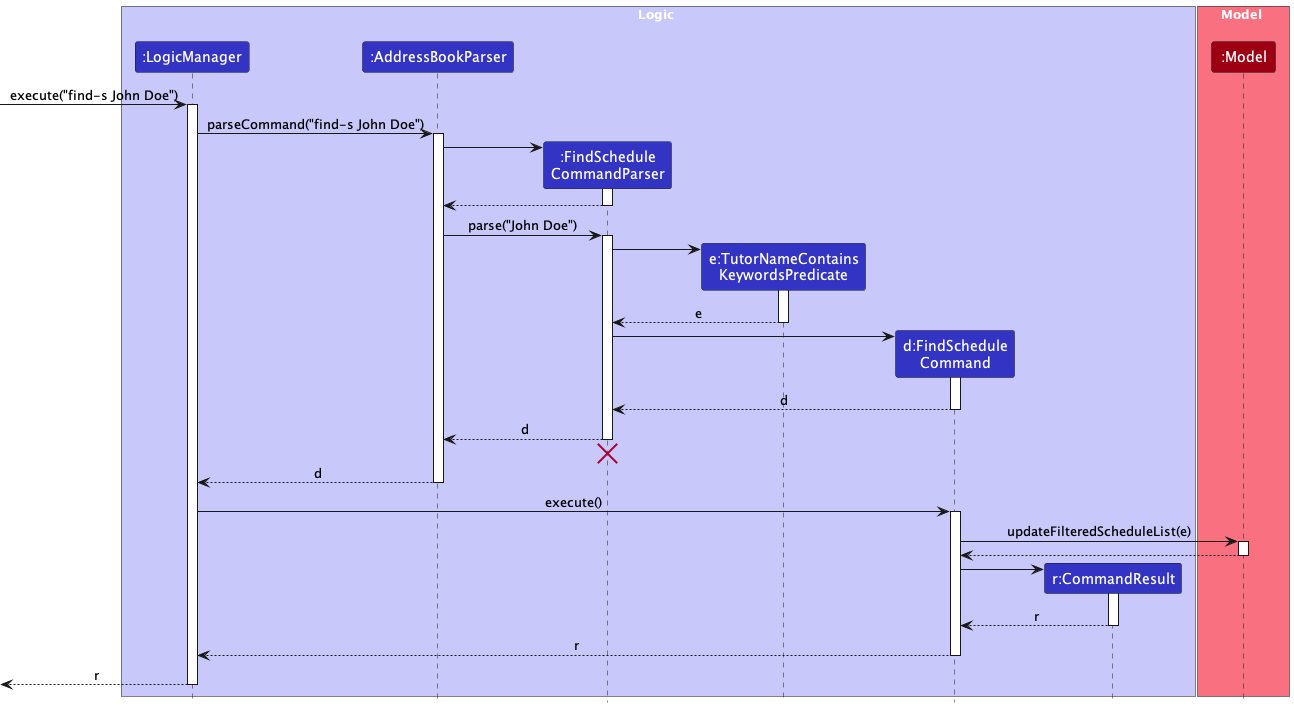 Logic
Model
:LogicManager
:AddressBookParser
:Model
execute("find-s John Doe")
parseCommand("find-s John Doe")
:FindSchedule
CommandParser
parse("John Doe")
e:TutorNameContains
KeywordsPredicate
e
d:FindSchedule
Command
d
d
d
execute()
updateFilteredScheduleList(e)
r:CommandResult
r
r
r